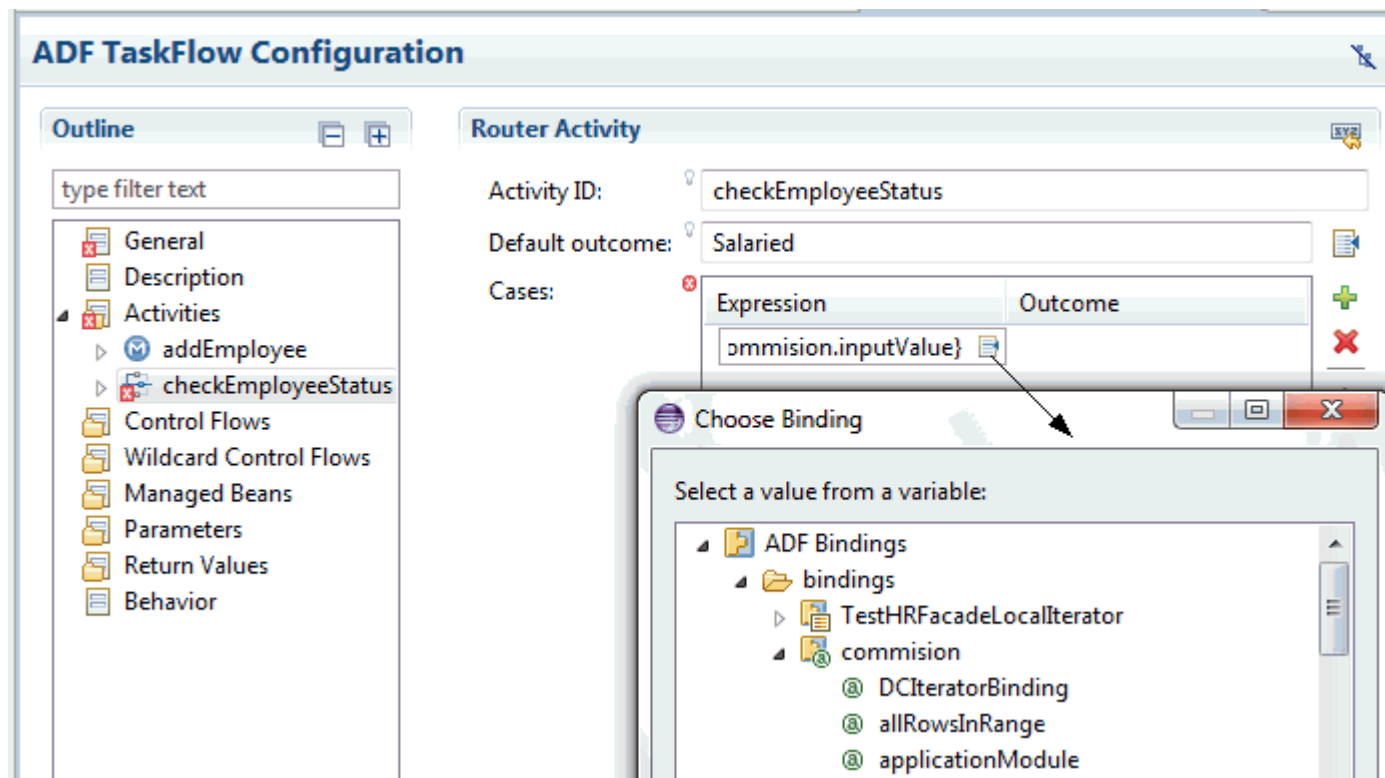 ADF TaskFlow Configuration
Outline
type filter text
General
Description
Activities
addEmployee
checkEmployeeStatus
Control Flows
Wildcard Control Flows
Managed Beans
Parameters
Return Values
Behavior
Router Activity
Activity ID: checkEmployeeStatus
Default outcome: Salaried
Cases:
Expression Outcome
ommision.inputValue}
Choose Binding
Select a value from a variable:
ADF Bindings
bindings
TestHRFacadeLocalIterator
commision
DCIteratorBinding
allRowsInRange
applicationModule